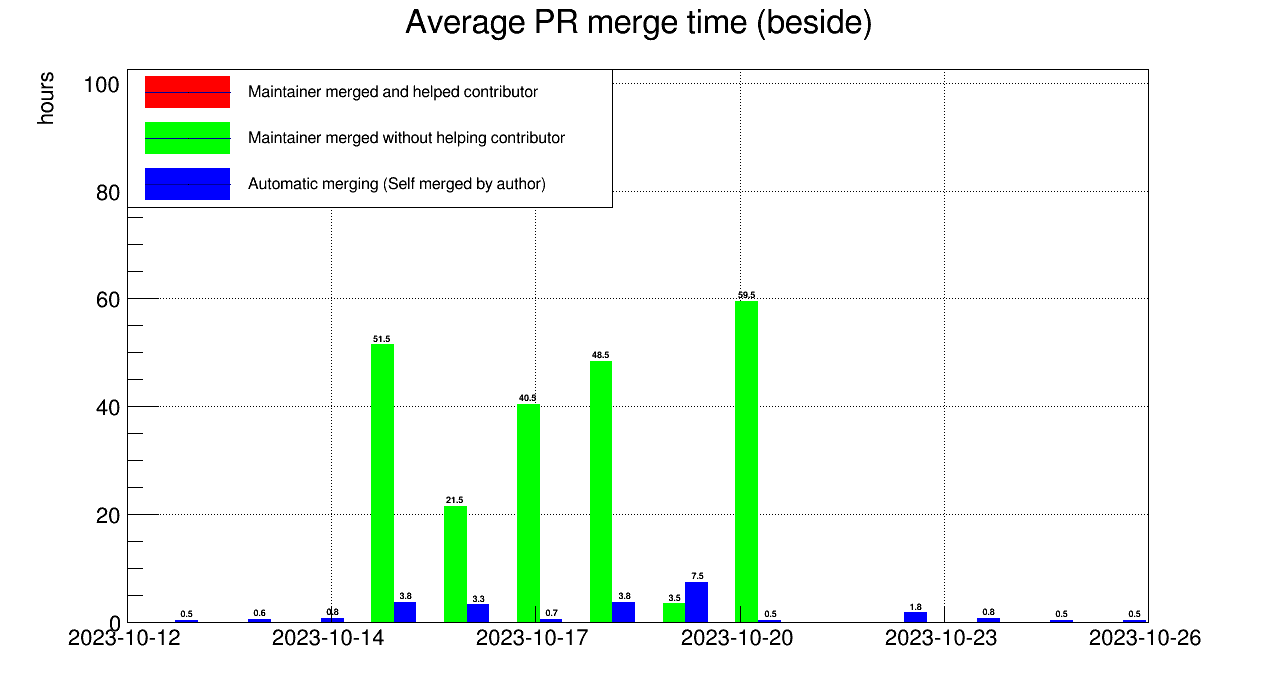 Average PR merge time (beside)
hours
100
80
60
40
20
0
Maintainer merged and helped contributor
Maintainer merged without helping contributor
Automatic merging (Self merged by author)
0.5 0.6 0.8 51.5 3.8 21.5 3.3 40.5 0.7 48.5 3.8 3.5 7.5 59.5 0.5 1.8 0.8 0.5 0.5
2023-10-12 2023-10-14 2023-10-17 2023-10-20 2023-10-23 2023-10-26